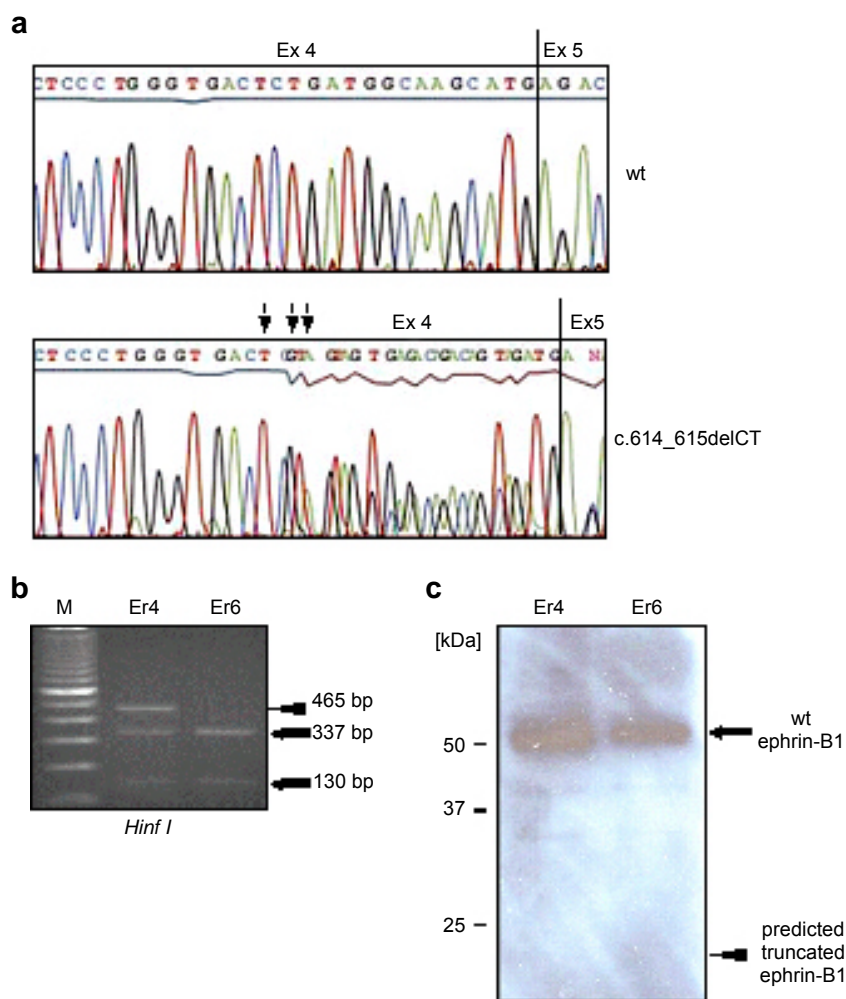 a
Ex 4 Ex 5
CTCCCTGGGTGACTCTGATGGCAAGCATGAGAC
wt
Ex 4 Ex5
c.614_615delCT
b
M Er4 Er6
465 bp
337 bp
130 bp
Hinf I
c
Er4 Er6
[kDa]
50
37
25
wt
ephrin-B1
predicted
truncated
ephrin-B1